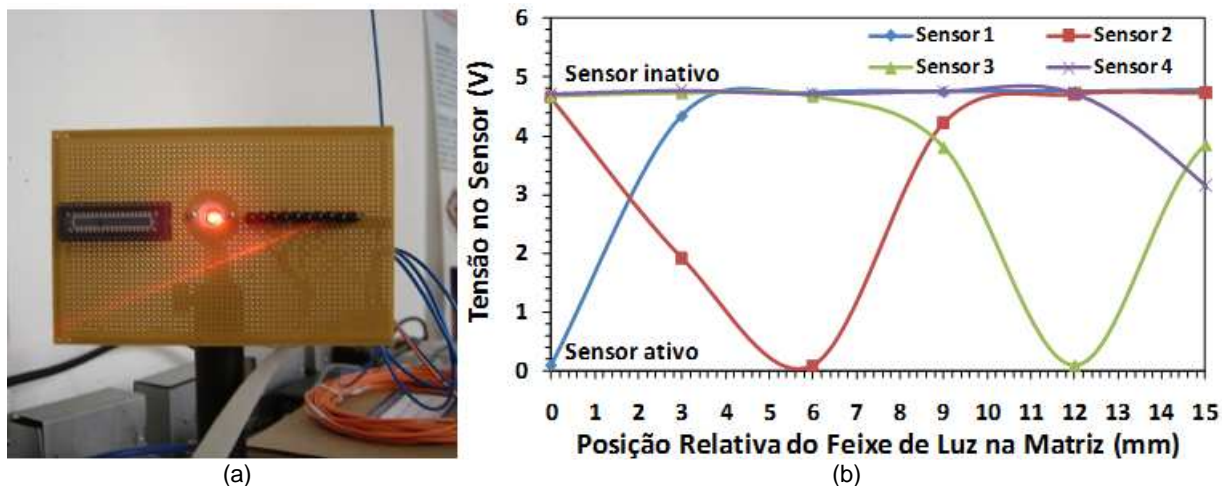 6
5
4
3
2
1
0
Tensão no Sensor (V)
Sensor 1
Sensor 2
Sensor 3
Sensor 4
Sensor inativo
Sensor ativo
0 1 2 3 4 5 6 7 8 9 10 11 12 13 14 15
Posição Relativa do Feixe de Luz na Matriz (mm)
(a)
(b)